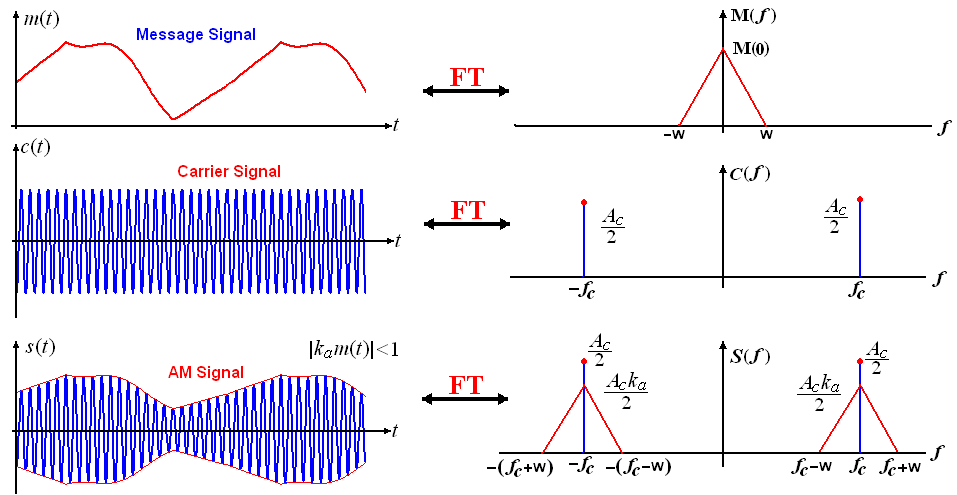 m(t)
Message Signal
t
FT
M(f)
M(0)
-w
w
f
c(t)
Carrier Signal
t
FT
C(f)
A_c/2
A_c/2
-f_c
f_c
f
s(t)
|k_a m(t)|<1
AM Signal
t
FT
S(f)
A_c/2
A_c k_a/2
A_c/2
A_c k_a/2
-(f_c+w)
-f_c
-(f_c-w)
f_c-w
f_c
f_c+w
f